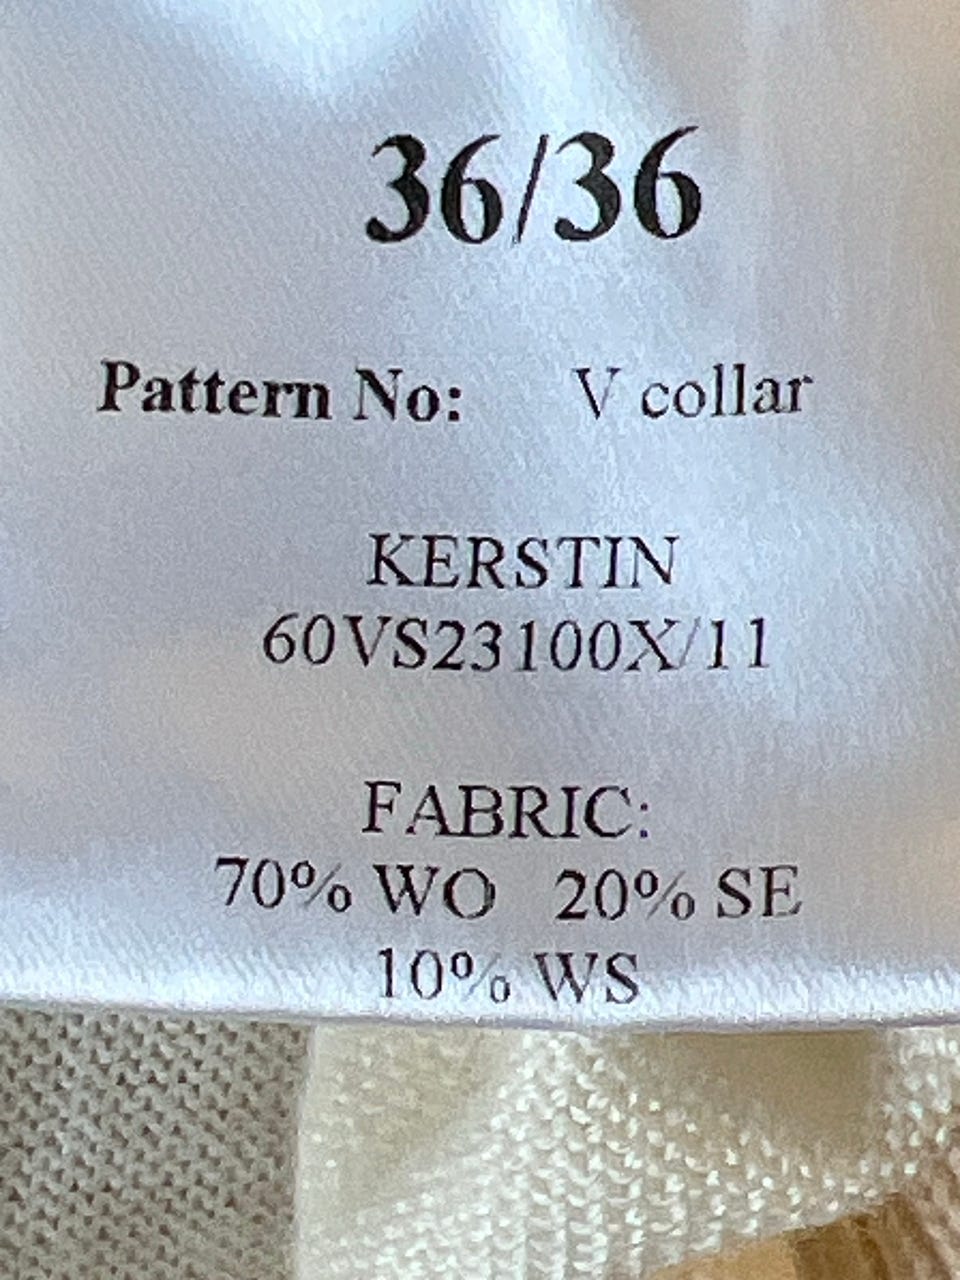 36/36
Pattern No: V collar
KERSTIN
60VS23100X/11
FABRIC:
70% WO 20% SE
10% WS